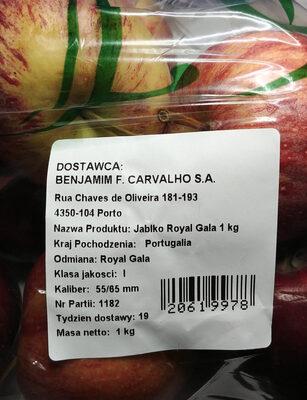 DOSTAWCA:
BENJAMIM F. CARVALHO S.A.
Rua Chaves de Oliveira 181-193
4350-104 Porto
Nazwa Produktu: Jablko Royal Gala 1 kg
Kraj Pochodzenia: Portugalia
Odmiana: Royal Gala
Klasa jakosci: I
Kaliber: 55/65 mm
Nr Partii: 1182
Tydzien dostawy: 19
Masa netto: 1 kg
20619978